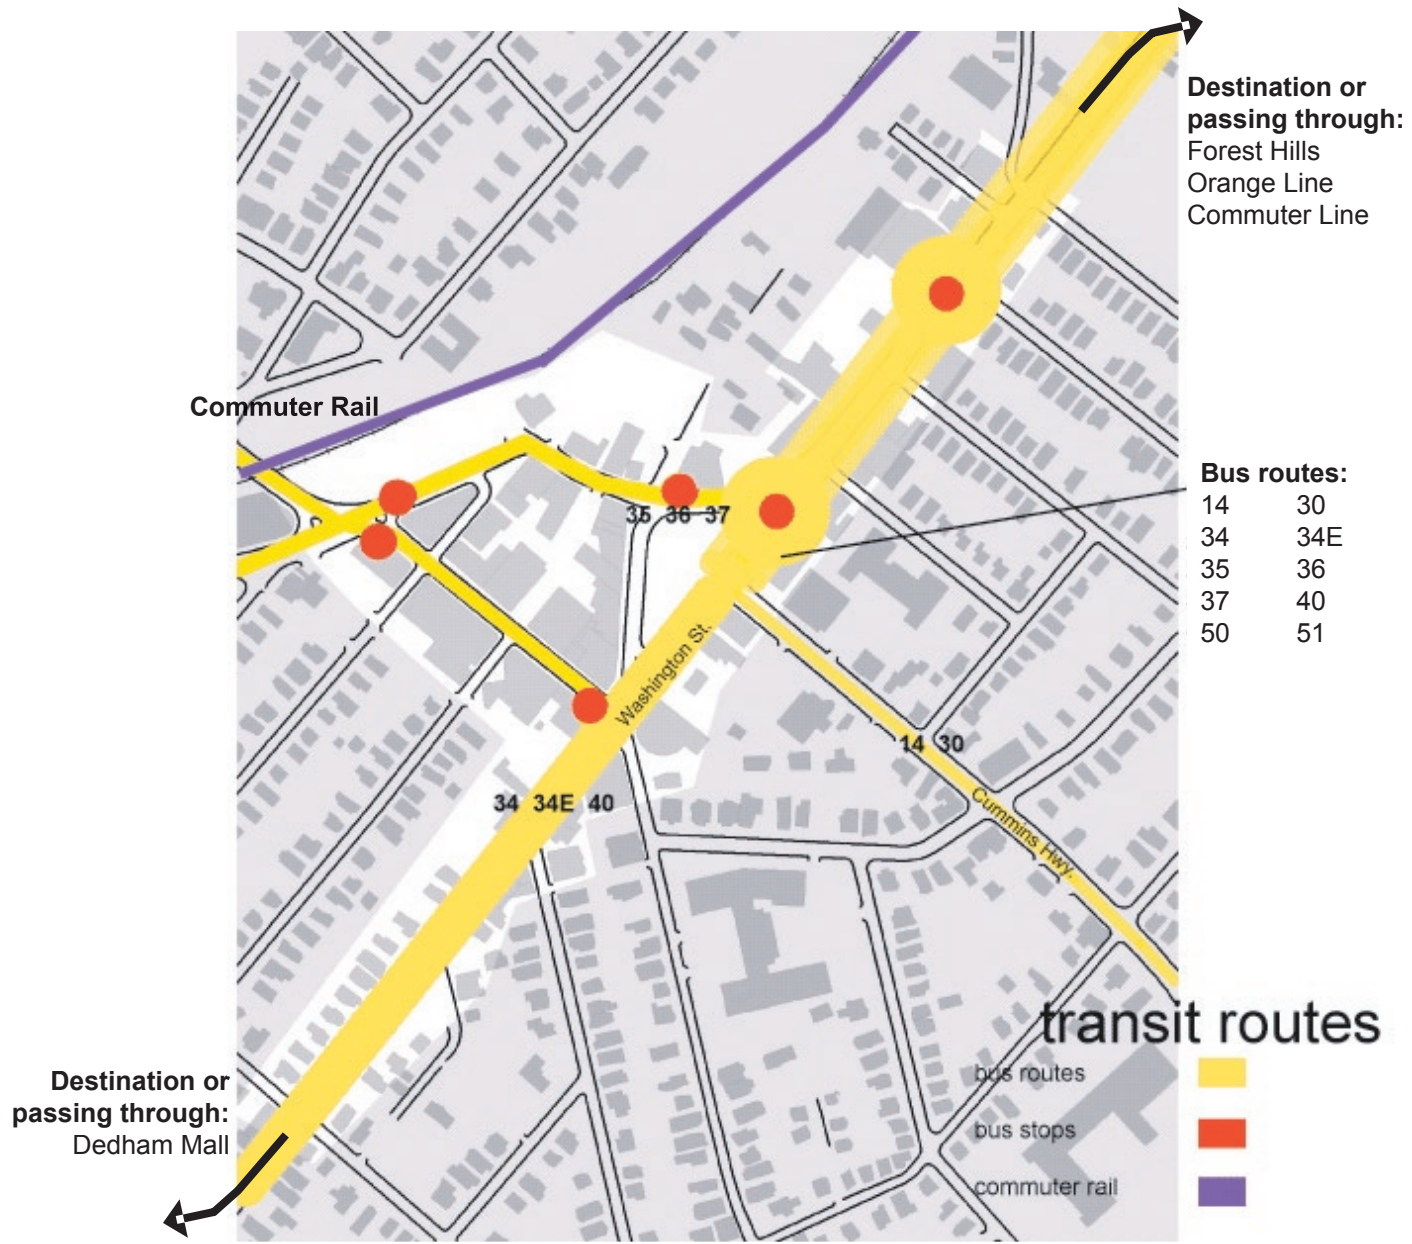 Destination or
passing through:
Forest Hills
Orange Line
Commuter Line
Commuter Rail
Bus routes:
14 30
34 34E
35 36
37 40
50 51
35 36 37
Washington St.
14 30
34 34E 40
Cummins Hwy.
transit routes
bus routes
bus stops
commuter rail
Destination or
passing through:
Dedham Mall